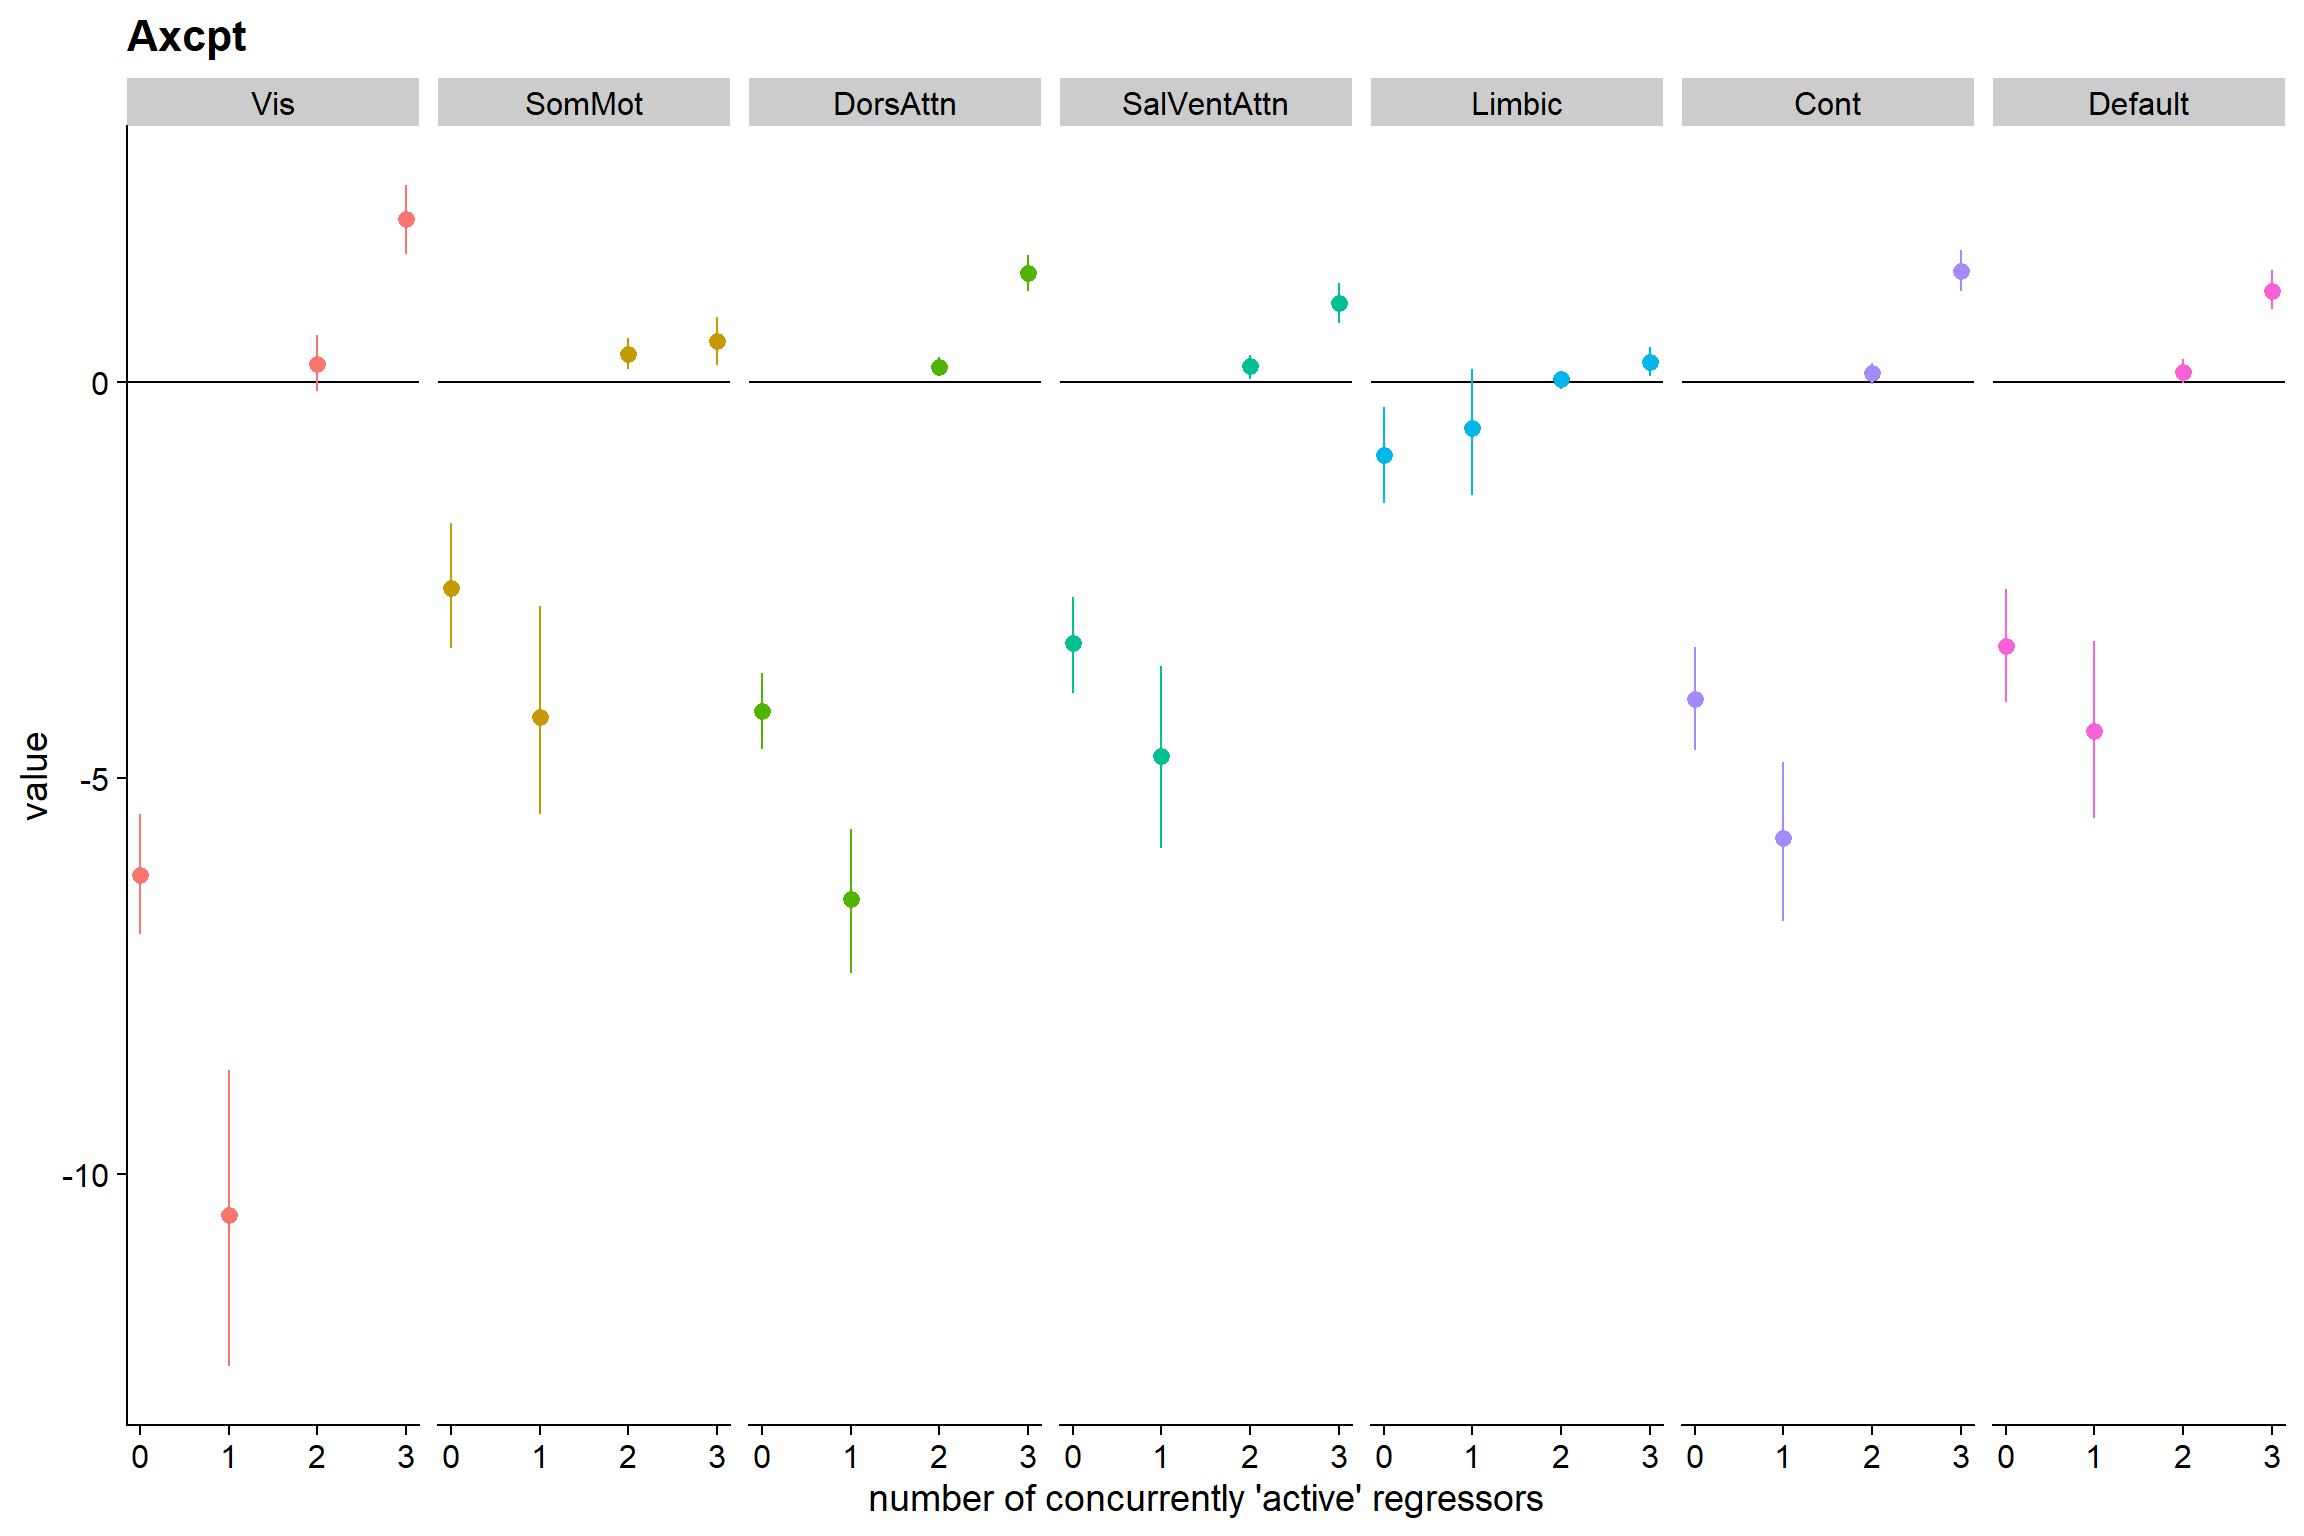 Axcpt
Vis SomMot DorsAttn SalVentAttn Limbic Cont Default
0
-5
-10
value
0 1 2 3 0 1 2 3 0 1 2 3 0 1 2 3 0 1 2 3 0 1 2 3 0 1 2 3
number of concurrently 'active' regressors